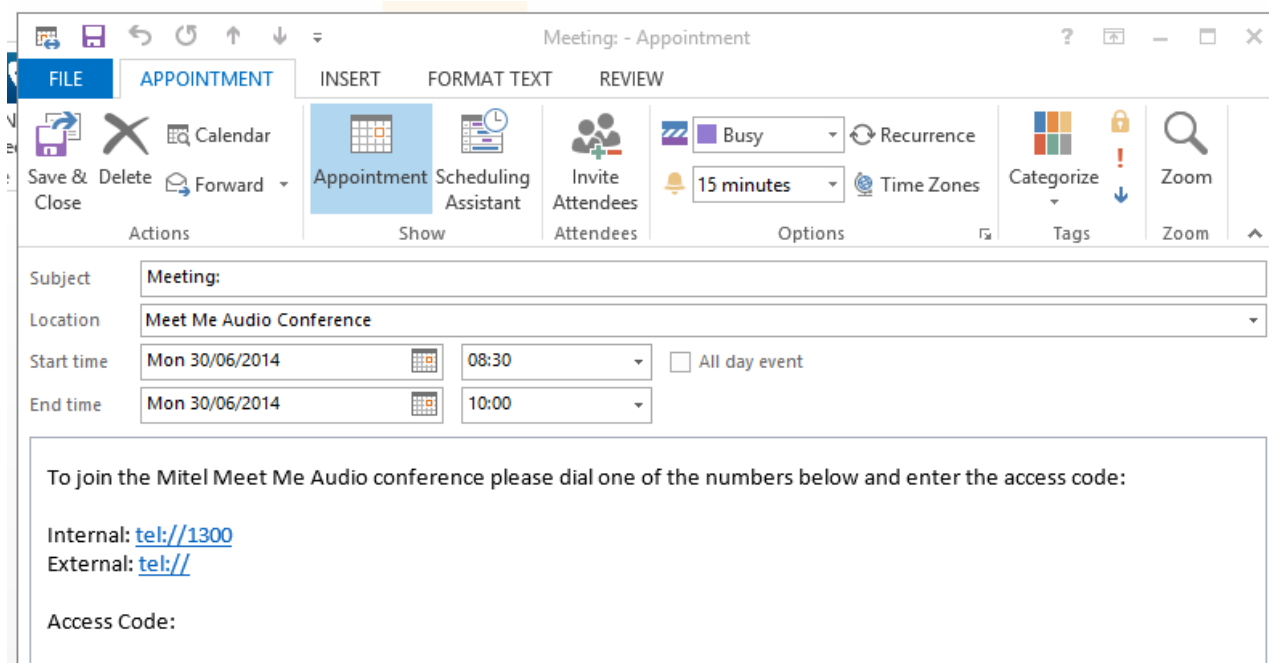 Meeting: - Appointment
?
FILE APPOINTMENT INSERT FORMAT TEXT REVIEW
Save & Close
Delete
Calendar
Forward
Actions
Appointment
Scheduling Assistant
Show
Invite Attendees
Attendees
Busy
Recurrence
15 minutes
Time Zones
Options
Categorize
Tags
Zoom
Zoom
Subject Meeting:
Location Meet Me Audio Conference
Start time Mon 30/06/2014 08:30 All day event
End time Mon 30/06/2014 10:00
To join the Mitel Meet Me Audio conference please dial one of the numbers below and enter the access code:
Internal: tel://1300
External: tel://
Access Code: